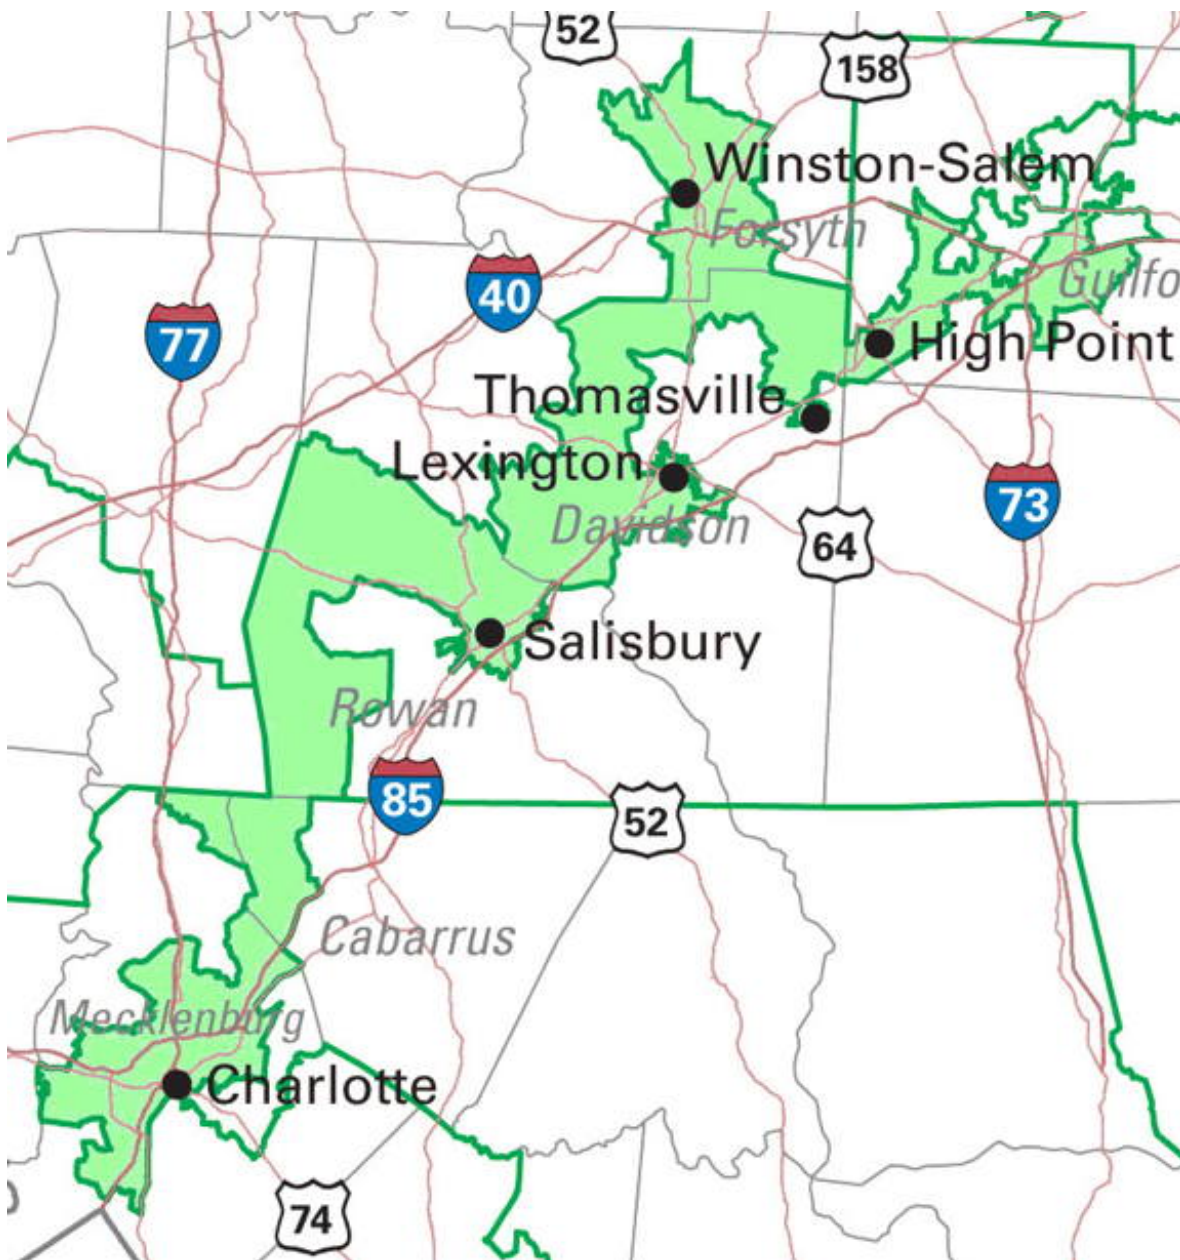 52
158
Winston-Salem
Forsyth
Guilfo
40
77
High Point
Thomasville
Lexington
73
Davidson
64
Salisbury
Rowan
85
52
Cabarrus
Mecklenburg
Charlotte
74